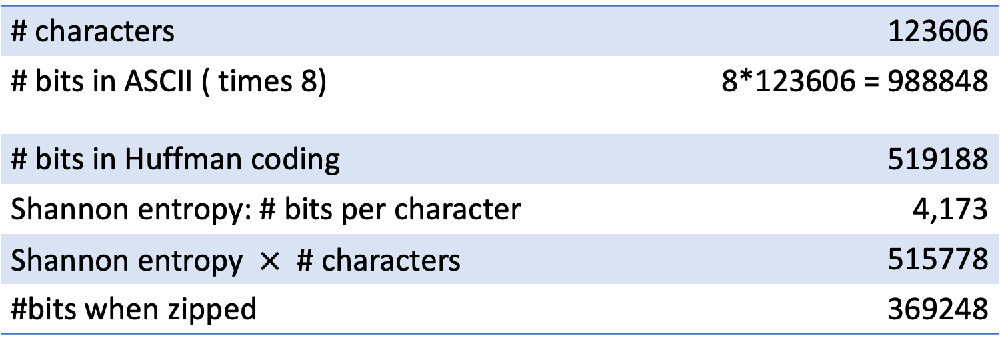 # characters 123606
# bits in ASCII ( times 8) 8*123606 = 988848
# bits in Huffman coding 519188
Shannon entropy: # bits per character 4,173
Shannon entropy × # characters 515778
#bits when zipped 369248